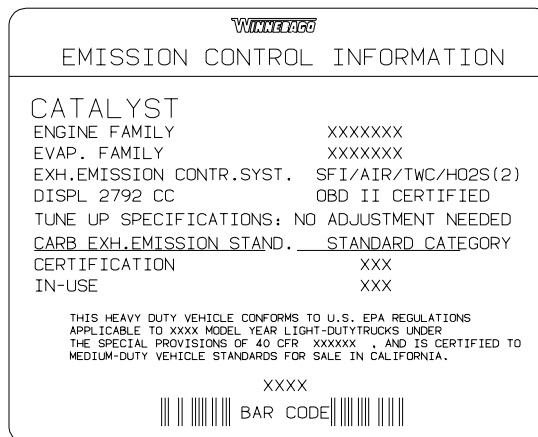 WINNEBAGO
EMISSION CONTROL INFORMATION
CATALYST
ENGINE FAMILY XXXXXXX
EVAP. FAMILY XXXXXXX
EXH.EMISSION CONTR.SYST. SFI/AIR/TWC/HO2S(2)
DISPL 2792 CC OBD II CERTIFIED
TUNE UP SPECIFICATIONS: NO ADJUSTMENT NEEDED
CARB EXH.EMISSION STAND. STANDARD CATEGORY
CERTIFICATION XXX
IN-USE XXX
THIS HEAVY DUTY VEHICLE CONFORMS TO U.S. EPA REGULATIONS
APPLICABLE TO XXXX MODEL YEAR LIGHT-DUTYTRUCKS UNDER
THE SPECIAL PROVISIONS OF 40 CFR XXXXXX , AND IS CERTIFIED TO
MEDIUM-DUTY VEHICLE STANDARDS FOR SALE IN CALIFORNIA.
XXXX
BAR CODE